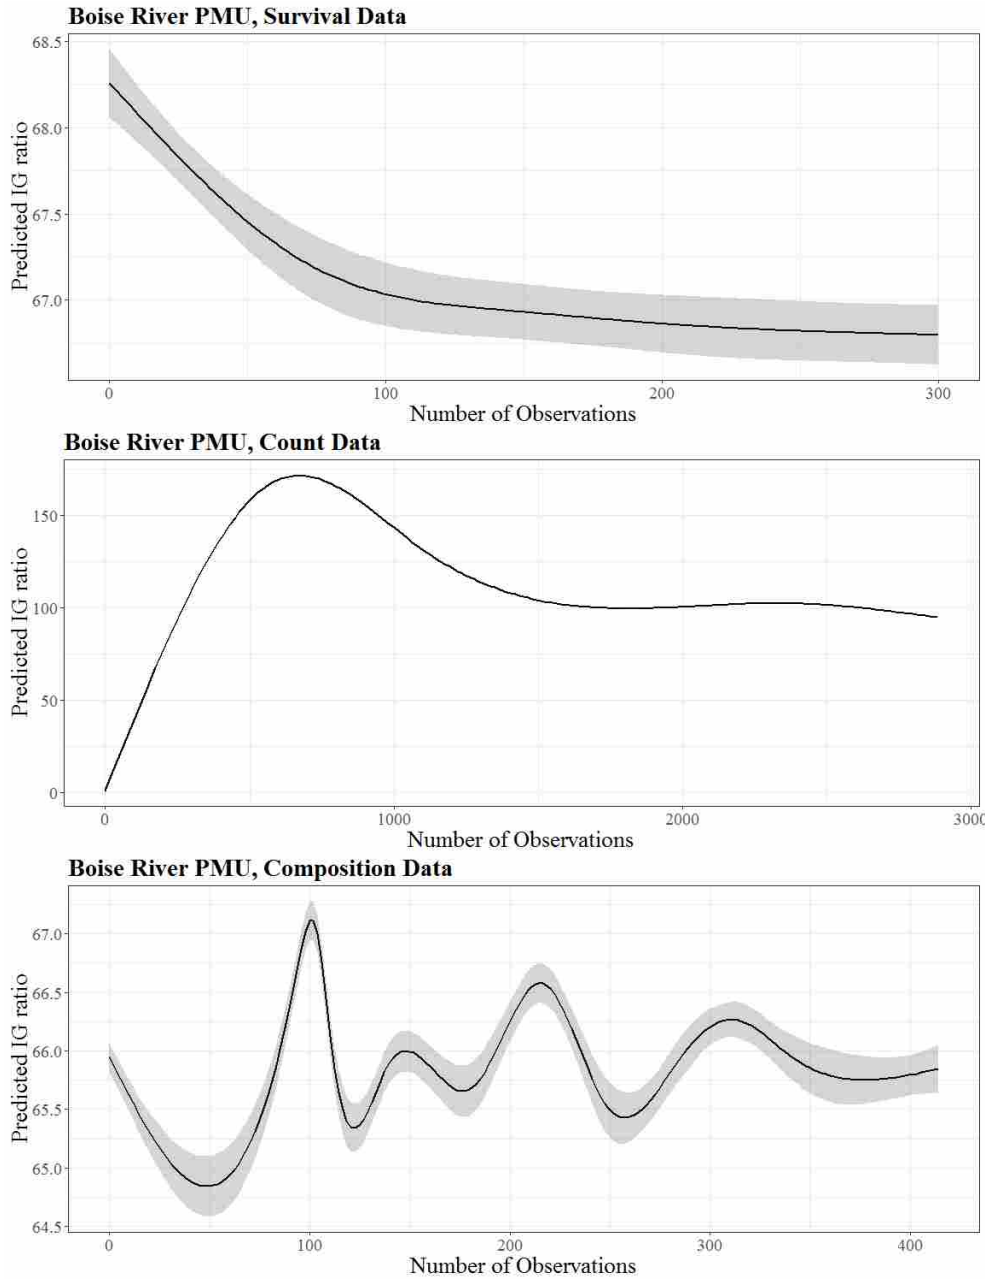 Boise River PMU, Survival Data
Predicted IG ratio
68.5
68.0
67.5
67.0
0 100 200 300
Number of Observations
Boise River PMU, Count Data
Predicted IG ratio
150
100
50
0
0 1000 2000 3000
Number of Observations
Boise River PMU, Composition Data
Predicted IG ratio
67.0
66.5
66.0
65.5
65.0
64.5
0 100 200 300 400
Number of Observations